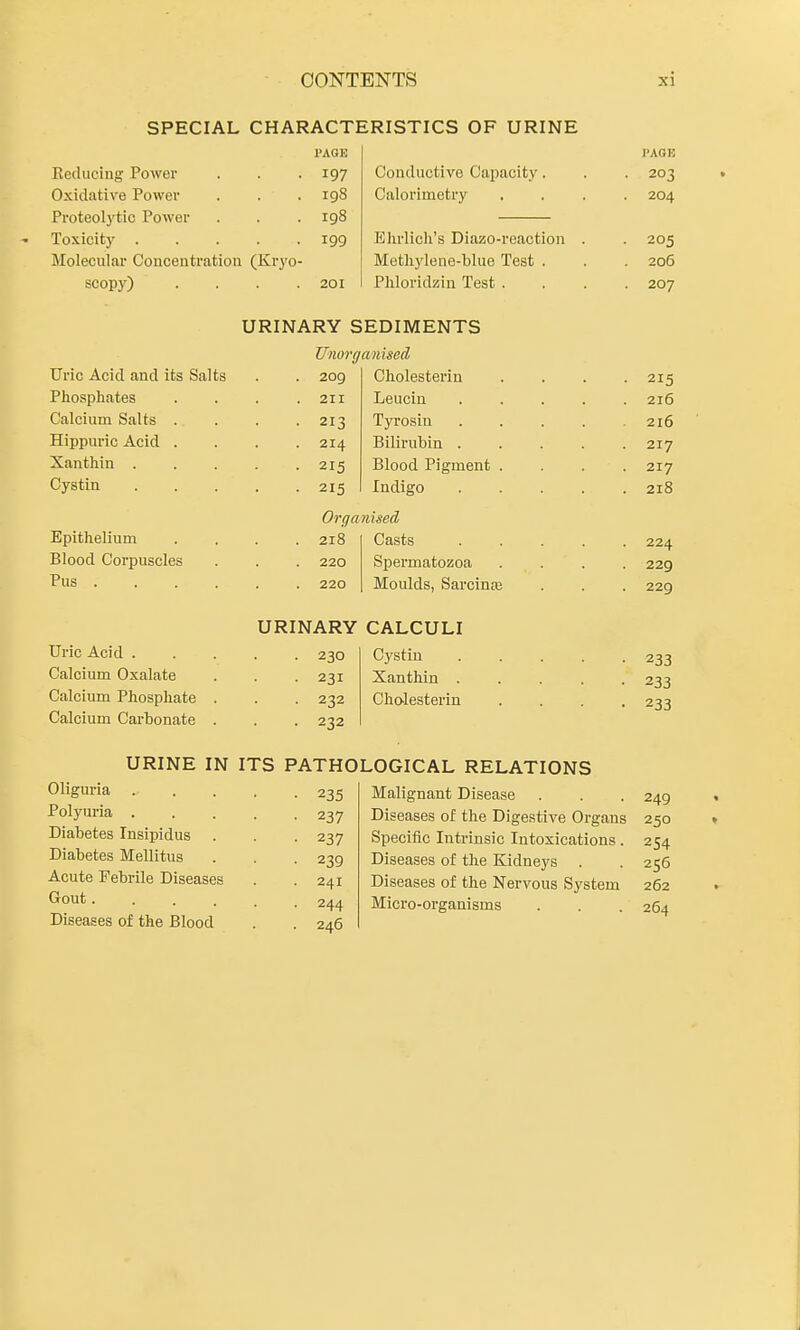 CONTENTS xi
SPECIAL CHARACTERISTICS OF URINE
PAGE
Reducing Power . . . 197
Oxidative Power . . . 198
Proteolytic Power . . . 198
Toxicity . . . . . 199
Molecular Concentration (Kryo-
scopy) . . . . 201
PAGE
Conductive Capacity . . . 203
Calorimetry . . . . 204
Ehrlich's Diazo-reaction . . 205
Methylene-blue Test . . . 206
Phloridzin Test . . . . 207
URINARY SEDIMENTS
Unorganised
Uric Acid and its Salts . . 209
Phosphates . . . . 211
Calcium Salts . . . . 213
Hippuric Acid . . . . 214
Xanthin . . . . . 215
Cystin . . . . . 215
Cholesterin . . . . 215
Leucin . . . . . 216
Tyrosin . . . . . 216
Bilirubin . . . . . 217
Blood Pigment . . . . 217
Indigo . . . . . 218
Organised
Epithelium . . . . 218
Blood Corpuscles . . . 220
Pus . . . . . . 220
Casts . . . . . 224
Spermatozoa . . . . 229
Moulds, Sarcinæ . . . 229
URINARY CALCULI
Uric Acid . . . . . 230
Calcium Oxalate . . . 231
Calcium Phosphate . . . 232
Calcium Carbonate . . . 232
Cystin . . . . . 233
Xanthin . . . . . 233
Cholesterin . . . . 233
URINE IN ITS PATHOLOGICAL RELATIONS
Oliguria . . . . . 235
Polyuria . . . . . 237
Diabetes Insipidus . . . 237
Diabetes Mellitus . . . 239
Acute Febrile Diseases . . 241
Gout . . . . . . 244
Diseases of the Blood . . 246
Malignant Disease . . . 249
Diseases of the Digestive Organs 250
Specific Intrinsic Intoxications . 254
Diseases of the Kidneys . . 256
Diseases of the Nervous System 262
Micro-organisms . . . 264